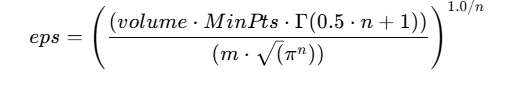 eps = ( (volume · MinPts · Γ(0.5 · n + 1)) / (m · √(π^n)) )^1.0/n